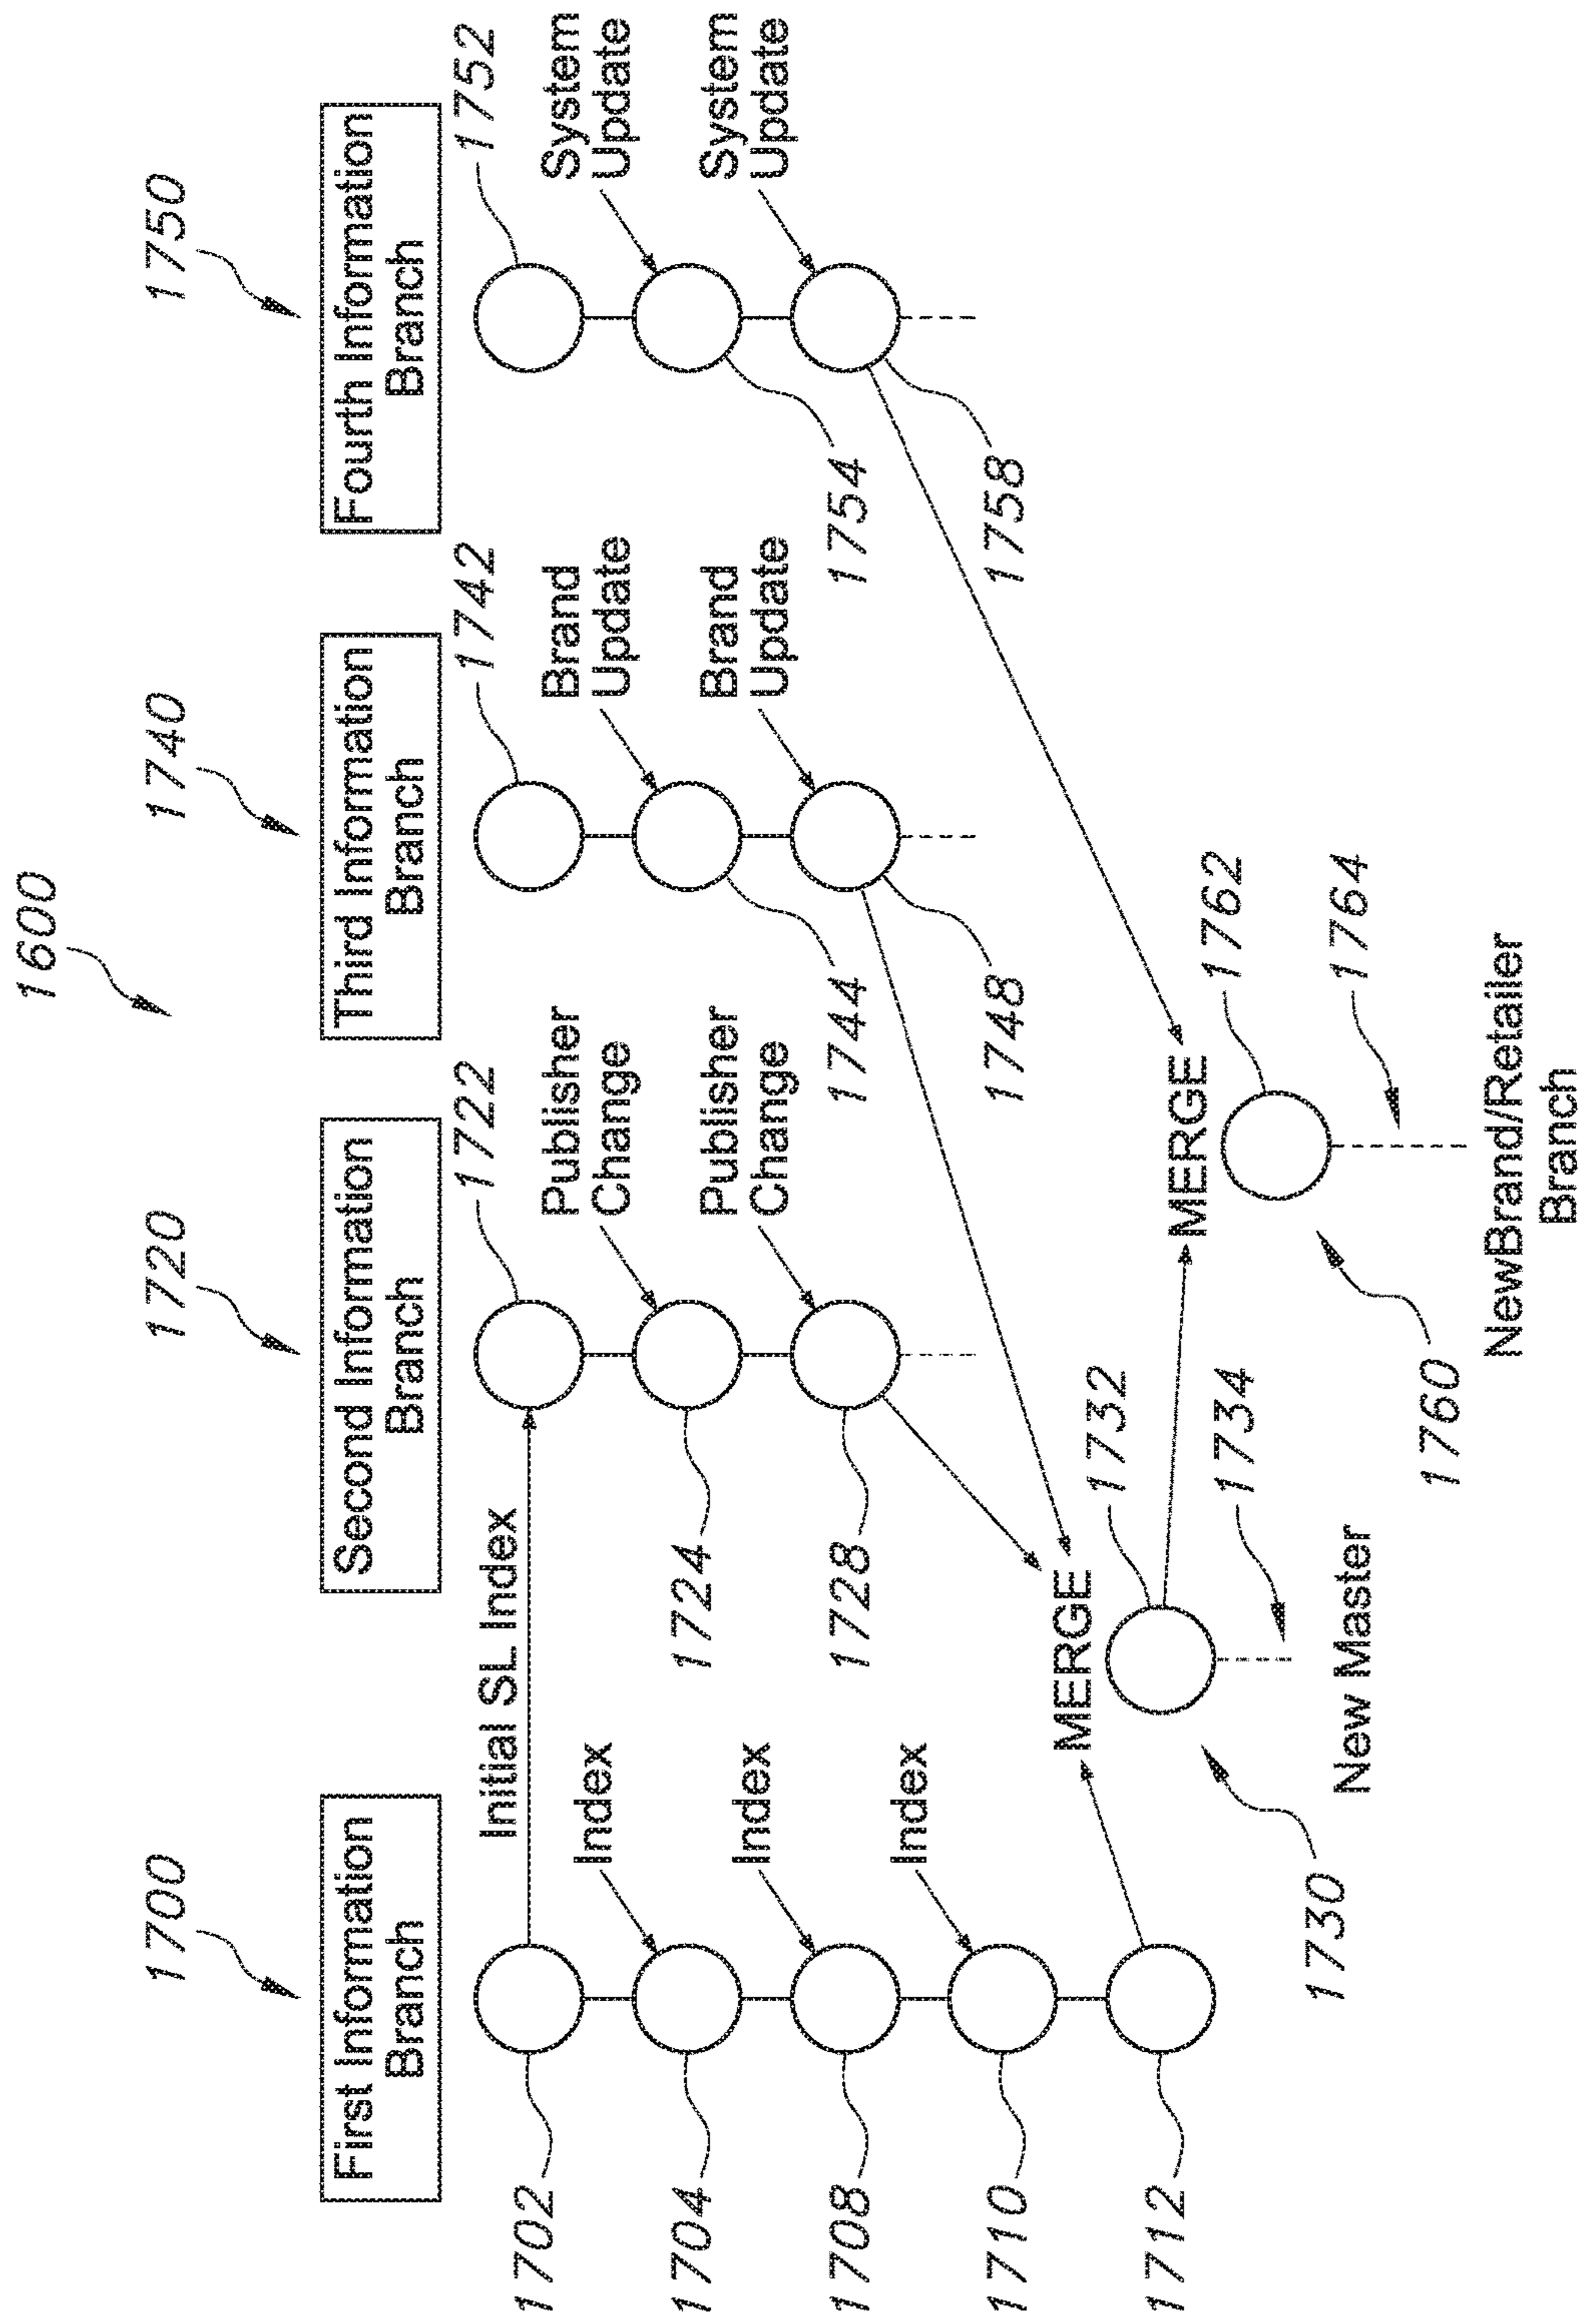 1600
1700
1720
1740
1750
First Information
Branch
Second Information
Branch
Third Information
Branch
Fourth Information
Branch
1702
Initial SL Index
1722
1742
1752
1704
Index
1724
Publisher
Change
1744
Brand
Update
1754
System
Update
1708
Index
1728
Publisher
Change
1748
Brand
Update
1758
System
Update
1710
Index
1712
MERGE
1732
1734
1730
New Master
MERGE
1762
1764
1760
NewBrand/Retailer
Branch